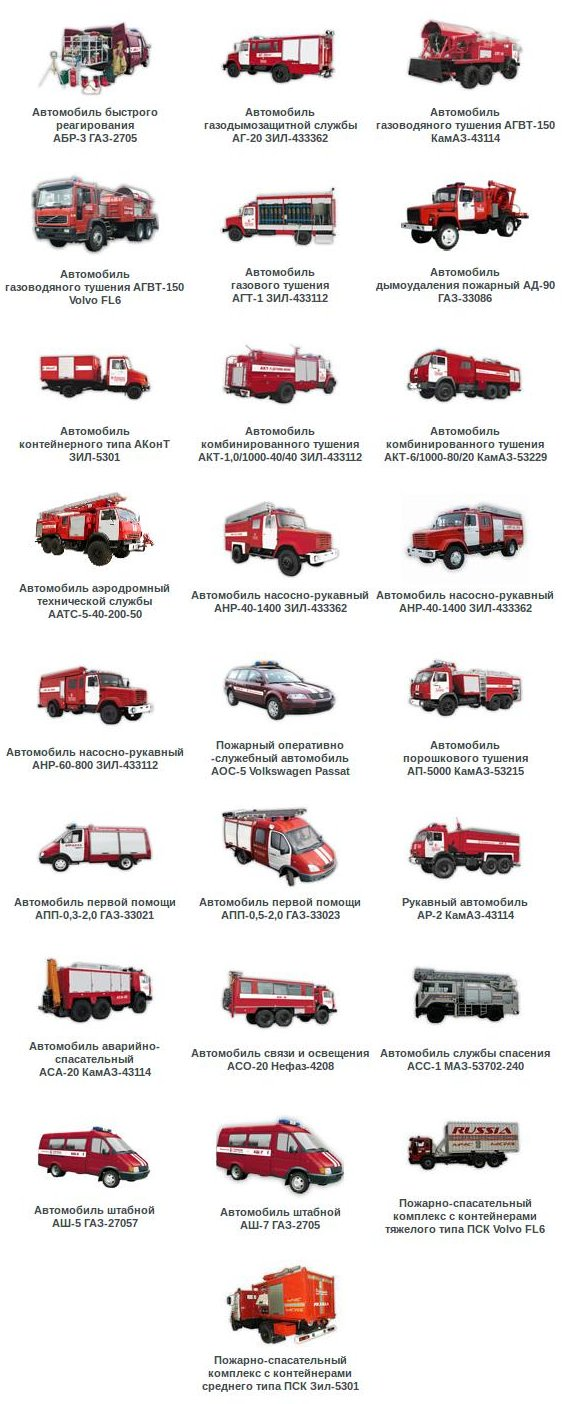 Автомобиль быстрого
реагирования
АБР-3 ГАЗ-2705
Автомобиль
газодымозащитной службы
АГ-20 ЗИЛ-433362
Автомобиль
газоводяного тушения АГВТ-150
КамАЗ-43114
Автомобиль
газоводяного тушения АГВТ-150
Volvo FL6
Автомобиль
газового тушения
АГТ-1 ЗИЛ-433112
Автомобиль
дымоудаления пожарный АД-90
ГАЗ-33086
Автомобиль
контейнерного типа АКонТ
ЗИЛ-5301
Автомобиль
комбинированного тушения
АКТ-1,0/1000-40/40 ЗИЛ-433112
Автомобиль
комбинированного тушения
АКТ-6/1000-80/20 КамАЗ-53229
Автомобиль аэродромный
технической службы
ААТС-5-40-200-50
Автомобиль насосно-рукавный
АНР-40-1400 ЗИЛ-433362
Автомобиль насосно-рукавный
АНР-40-1400 ЗИЛ-433362
Автомобиль насосно-рукавный
АНР-60-800 ЗИЛ-433112
Пожарный оперативно
-служебный автомобиль
АОС-5 Volkswagen Passat
Автомобиль
порошкового тушения
АП-5000 КамАЗ-53215
Автомобиль первой помощи
АПП-0,3-2,0 ГАЗ-33021
Автомобиль первой помощи
АПП-0,5-2,0 ГАЗ-33023
Рукавный автомобиль
АР-2 КамАЗ-43114
Автомобиль аварийно-
спасательный
АСА-20 КамАЗ-43114
Автомобиль связи и освещения
АСО-20 Нефаз-4208
Автомобиль службы спасения
АСС-1 МАЗ-53702-240
Автомобиль штабной
АШ-5 ГАЗ-27057
Автомобиль штабной
АШ-7 ГАЗ-2705
RUSSIA
Пожарно-спасательный
комплекс с контейнерами
тяжелого типа ПСК Volvo FL6
Пожарно-спасательный
комплекс с контейнерами
среднего типа ПСК Зил-5301